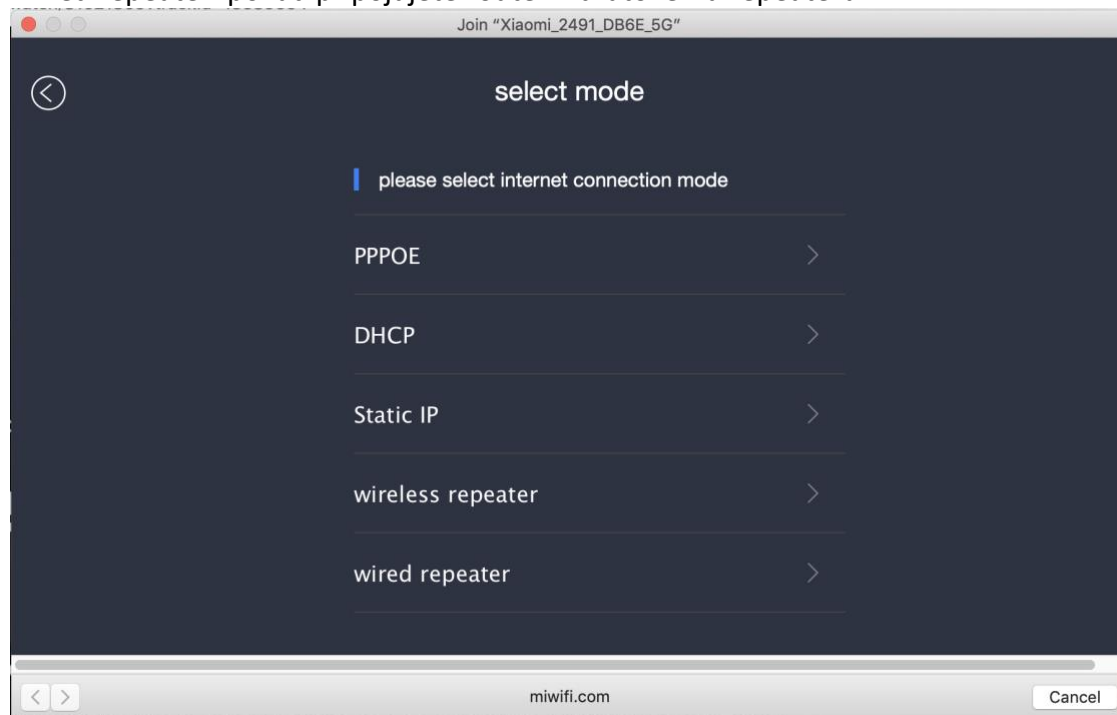 Join “Xiaomi_2491_DB6E_5G”
select mode
please select internet connection mode
PPPOE
DHCP
Static IP
wireless repeater
wired repeater
miwifi.com
Cancel